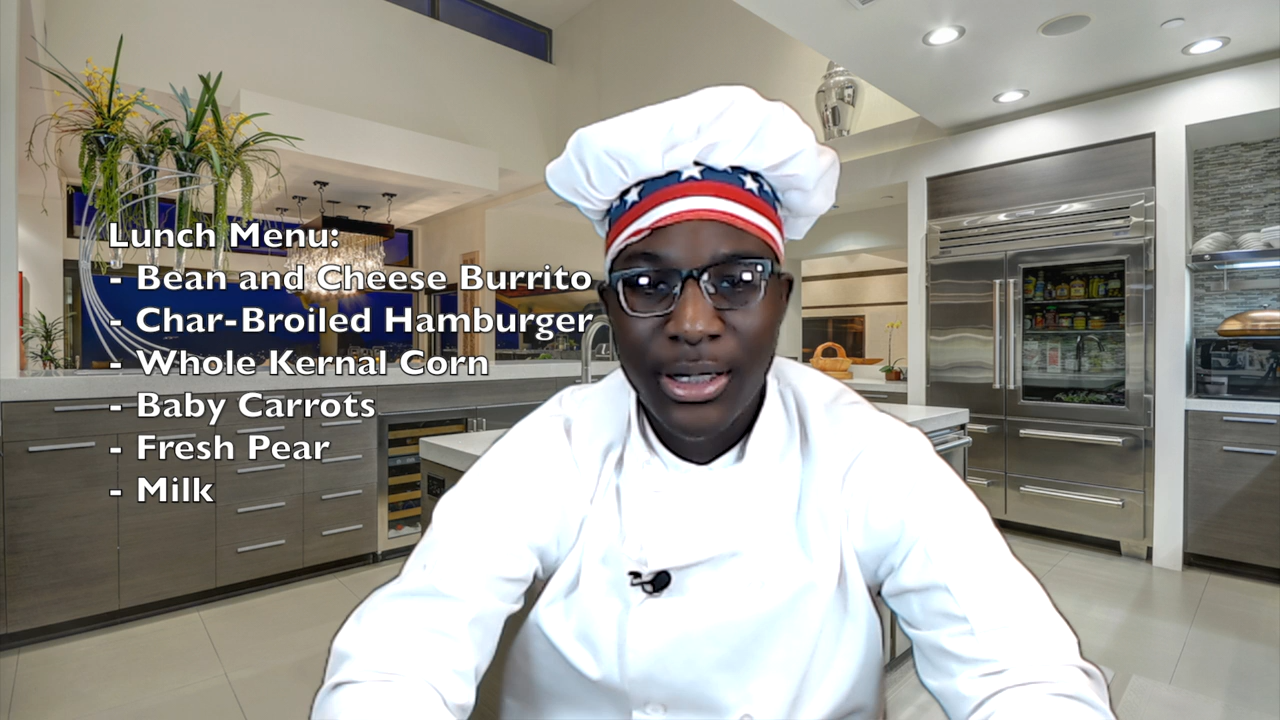 Lunch Menu:
- Bean and Cheese Burrito
- Char-Broiled Hamburger
- Whole Kernal Corn
- Baby Carrots
- Fresh Pear
- Milk